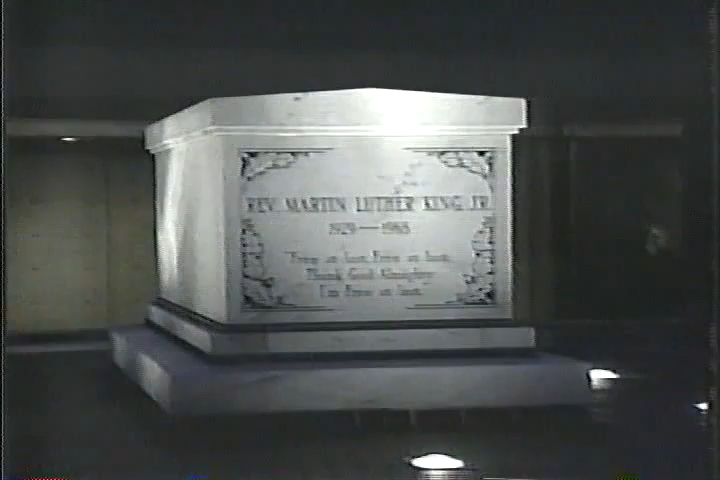 REV. MARTIN LUTHER KING, JR.
1929—1968
"Free at last, Free at last,
Thank God Almighty
I'm Free at last."